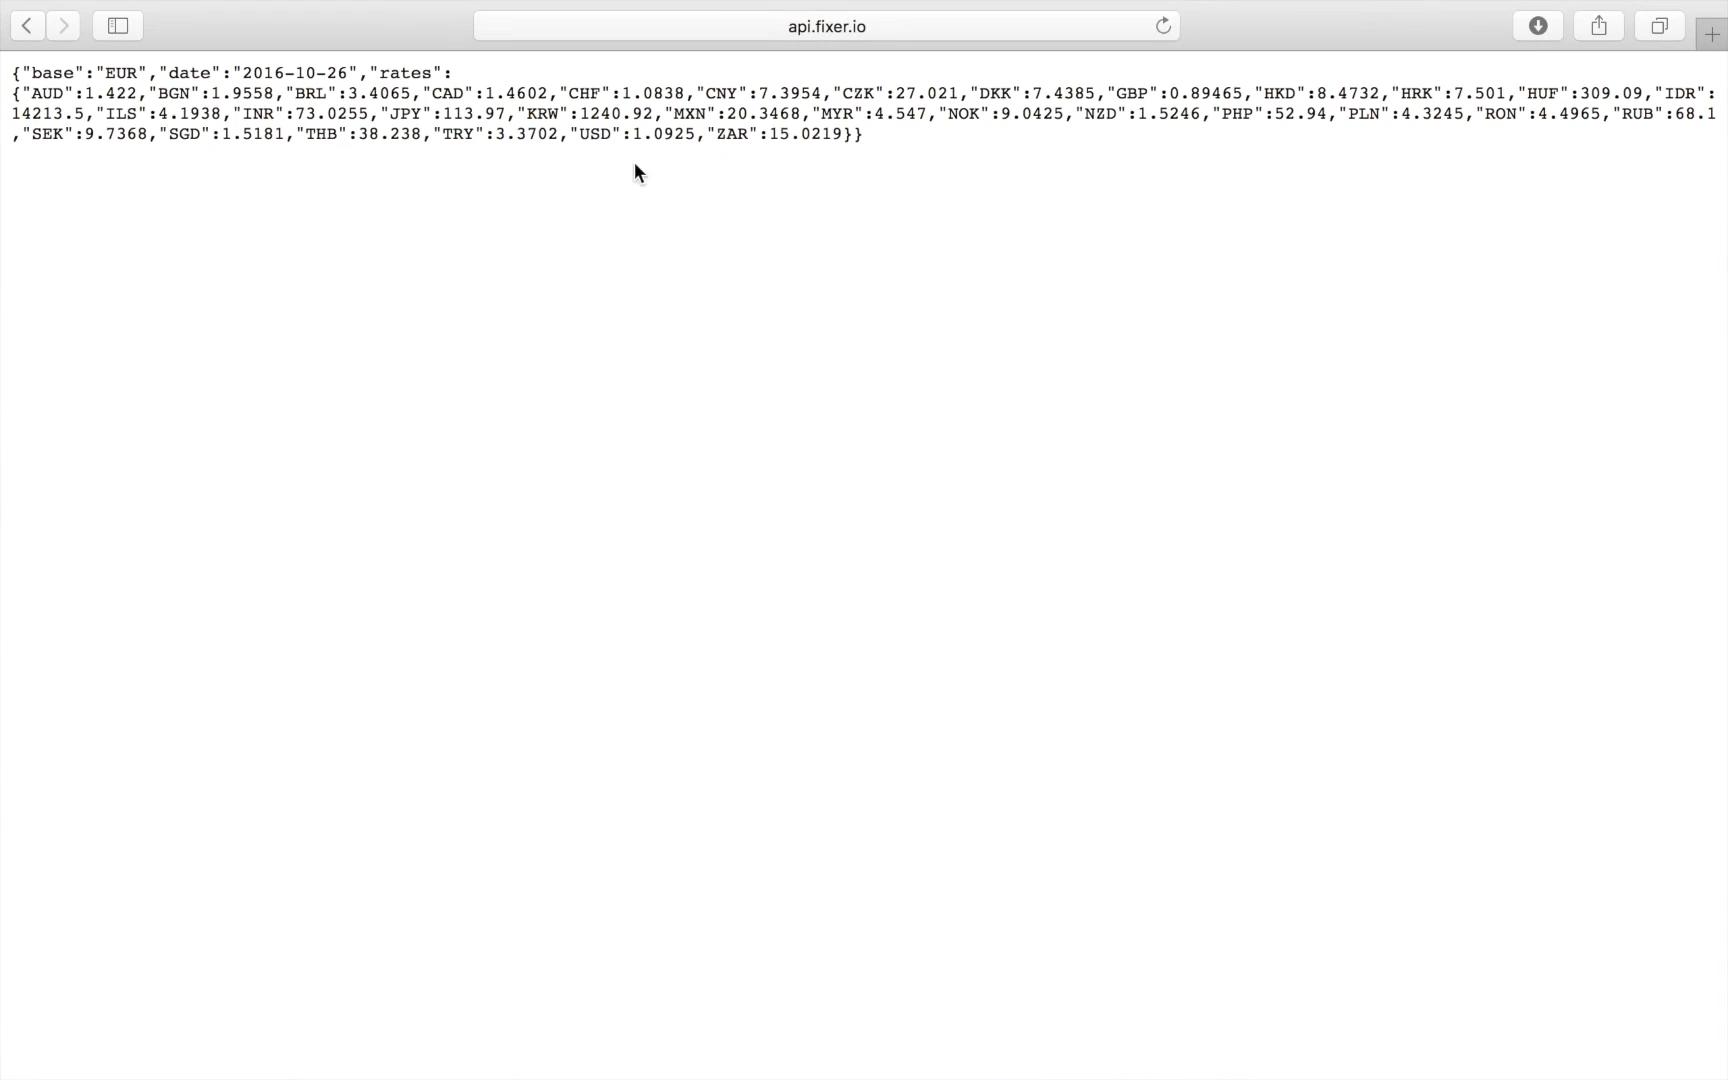 api.fixer.io
{"base":"EUR","date":"2016-10-26","rates":
{"AUD":1.422,"BGN":1.9558,"BRL":3.4065,"CAD":1.4602,"CHF":1.0838,"CNY":7.3954,"CZK":27.021,"DKK":7.4385,"GBP":0.89465,"HKD":8.4732,"HRK":7.501,"HUF":309.09,"IDR":
14213.5,"ILS":4.1938,"INR":73.0255,"JPY":113.97,"KRW":1240.92,"MXN":20.3468,"MYR":4.547,"NOK":9.0425,"NZD":1.5246,"PHP":52.94,"PLN":4.3245,"RON":4.4965,"RUB":68.1
,"SEK":9.7368,"SGD":1.5181,"THB":38.238,"TRY":3.3702,"USD":1.0925,"ZAR":15.0219}}